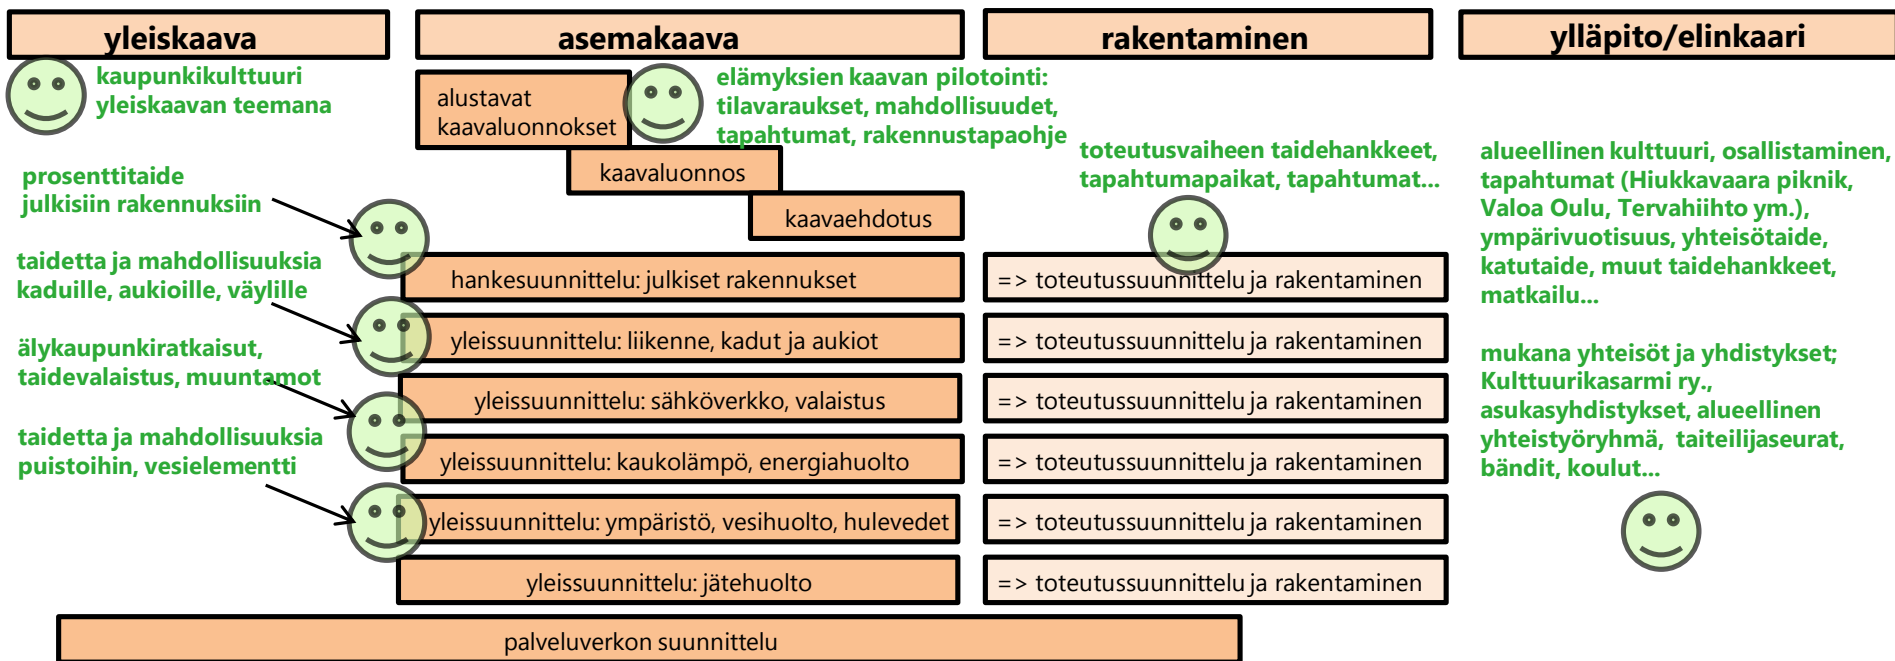 yleiskaava
asemakaava
rakentaminen
ylläpito/elinkaari
kaupunkikulttuuri
yleiskaavan teemana
alustavat
kaavaluonnokset
elämyksien kaavan pilotointi:
tilavaraukset, mahdollisuudet,
tapahtumat, rakennustapaohje
kaavaluonnos
kaavaehdotus
toteutusvaiheen taidehankkeet,
tapahtumapaikat, tapahtumat...
alueellinen kulttuuri, osallistaminen,
tapahtumat (Hiukkavaara piknik,
Valoa Oulu, Tervahiihto ym.),
ympärivuotisuus, yhteisötaide,
katutaide, muut taidehankkeet,
matkailu...
mukana yhteisöt ja yhdistykset;
Kulttuurikasarmi ry.,
asukasyhdistykset, alueellinen
yhteistyöryhmä, taiteilijaseurat,
bändit, koulut...
prosenttitaide
julkisiin rakennuksiin
taidetta ja mahdollisuuksia
kaduille, aukioille, väylille
älykaupunkiratkaisut,
taidevalaistus, muuntamot
taidetta ja mahdollisuuksia
puistoihin, vesielementti
hankesuunnittelu: julkiset rakennukset
=> toteutussuunnittelu ja rakentaminen
yleissuunnittelu: liikenne, kadut ja aukiot
=> toteutussuunnittelu ja rakentaminen
yleissuunnittelu: sähköverkko, valaistus
=> toteutussuunnittelu ja rakentaminen
yleissuunnittelu: kaukolämpö, energiahuolto
=> toteutussuunnittelu ja rakentaminen
yleissuunnittelu: ympäristö, vesihuolto, hulevedet
=> toteutussuunnittelu ja rakentaminen
yleissuunnittelu: jätehuolto
=> toteutussuunnittelu ja rakentaminen
palveluverkon suunnittelu